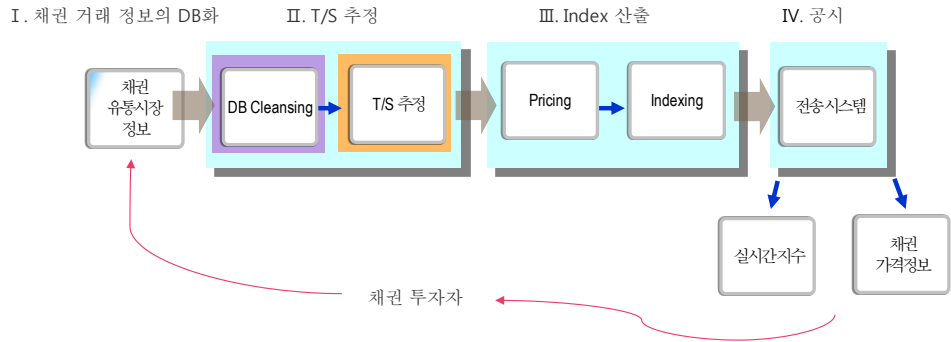 Ⅰ. 채권 거래 정보의 DB화
Ⅱ. T/S 추정
Ⅲ. Index 산출
Ⅳ. 공시
채권
유통시장
정보
DB Cleansing
T/S 추정
Pricing
Indexing
전송시스템
실시간지수
채권
가격정보
채권 투자자